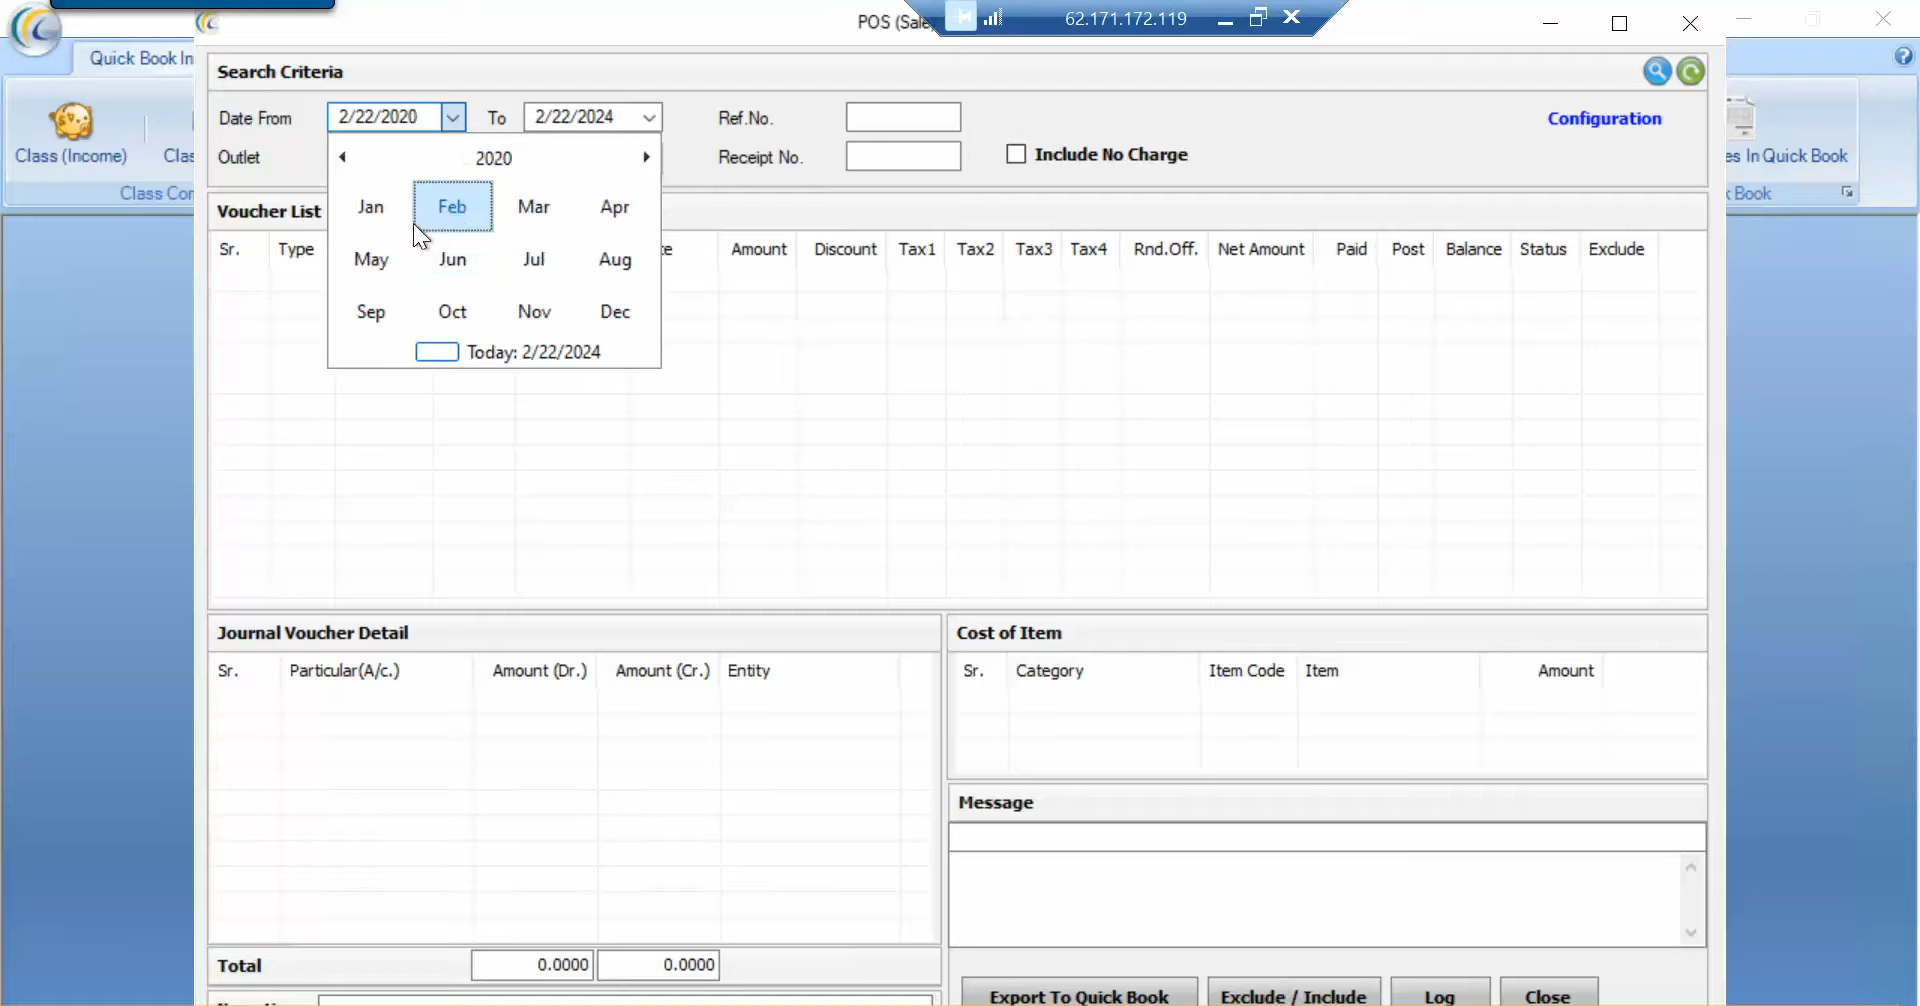 POS (Sale
62.171.172.119
Quick Book In
Class (Income)
Clas
Class Con
Search Criteria
Date From 2/22/2020 To 2/22/2024 Ref.No. Configuration
Outlet Receipt No. Include No Charge
es In Quick Book
Book
2020
Jan Feb Mar Apr
May Jun Jul Aug
Sep Oct Nov Dec
Today: 2/22/2024
Voucher List
Sr. Type te Amount Discount Tax1 Tax2 Tax3 Tax4 Rnd.Off. Net Amount Paid Post Balance Status Exclude
Journal Voucher Detail
Sr. Particular(A/c.) Amount (Dr.) Amount (Cr.) Entity
Cost of Item
Sr. Category Item Code Item Amount
Message
Total 0.0000 0.0000
Export To Quick Book Exclude / Include Log Close